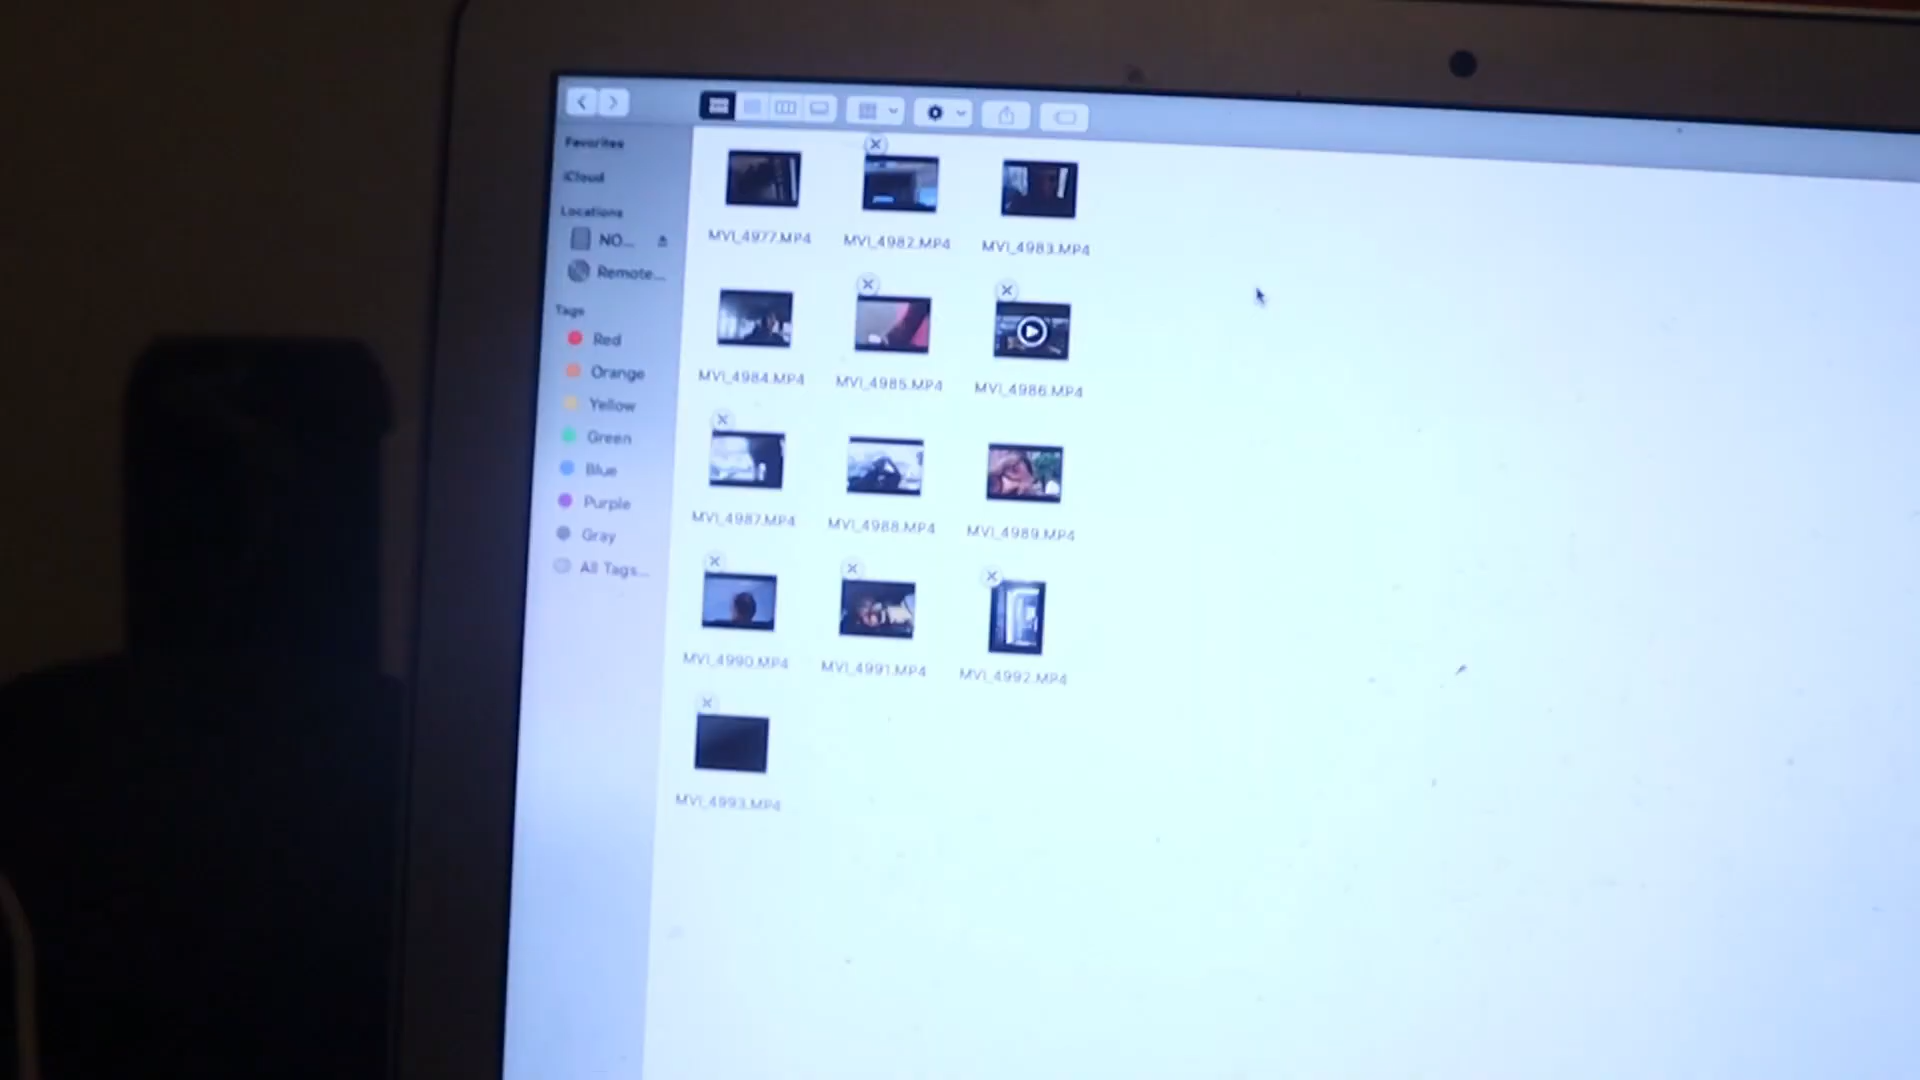 Favorites
iCloud
Locations
NO...
Remote...
Tags
Red
Orange
Yellow
Green
Blue
Purple
Gray
All Tags...
MVI_4977.MP4 MVI_4982.MP4 MVI_4983.MP4
MVI_4984.MP4 MVI_4985.MP4 MVI_4986.MP4
MVI_4987.MP4 MVI_4988.MP4 MVI_4989.MP4
MVI_4990.MP4 MVI_4991.MP4 MVI_4992.MP4
MVI_4993.MP4